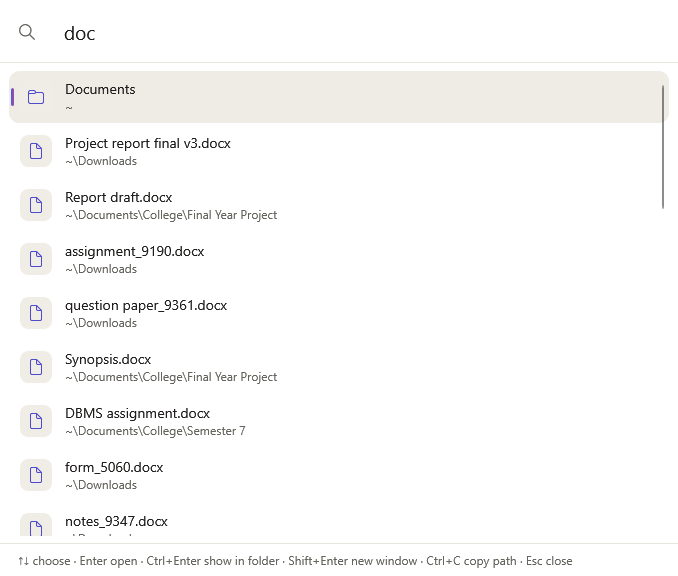 doc
Documents
~
Project report final v3.docx
~\Downloads
Report draft.docx
~\Documents\College\Final Year Project
assignment_9190.docx
~\Downloads
question paper_9361.docx
~\Downloads
Synopsis.docx
~\Documents\College\Final Year Project
DBMS assignment.docx
~\Documents\College\Semester 7
form_5060.docx
~\Downloads
notes_9347.docx
↑↓ choose · Enter open · Ctrl+Enter show in folder · Shift+Enter new window · Ctrl+C copy path · Esc close